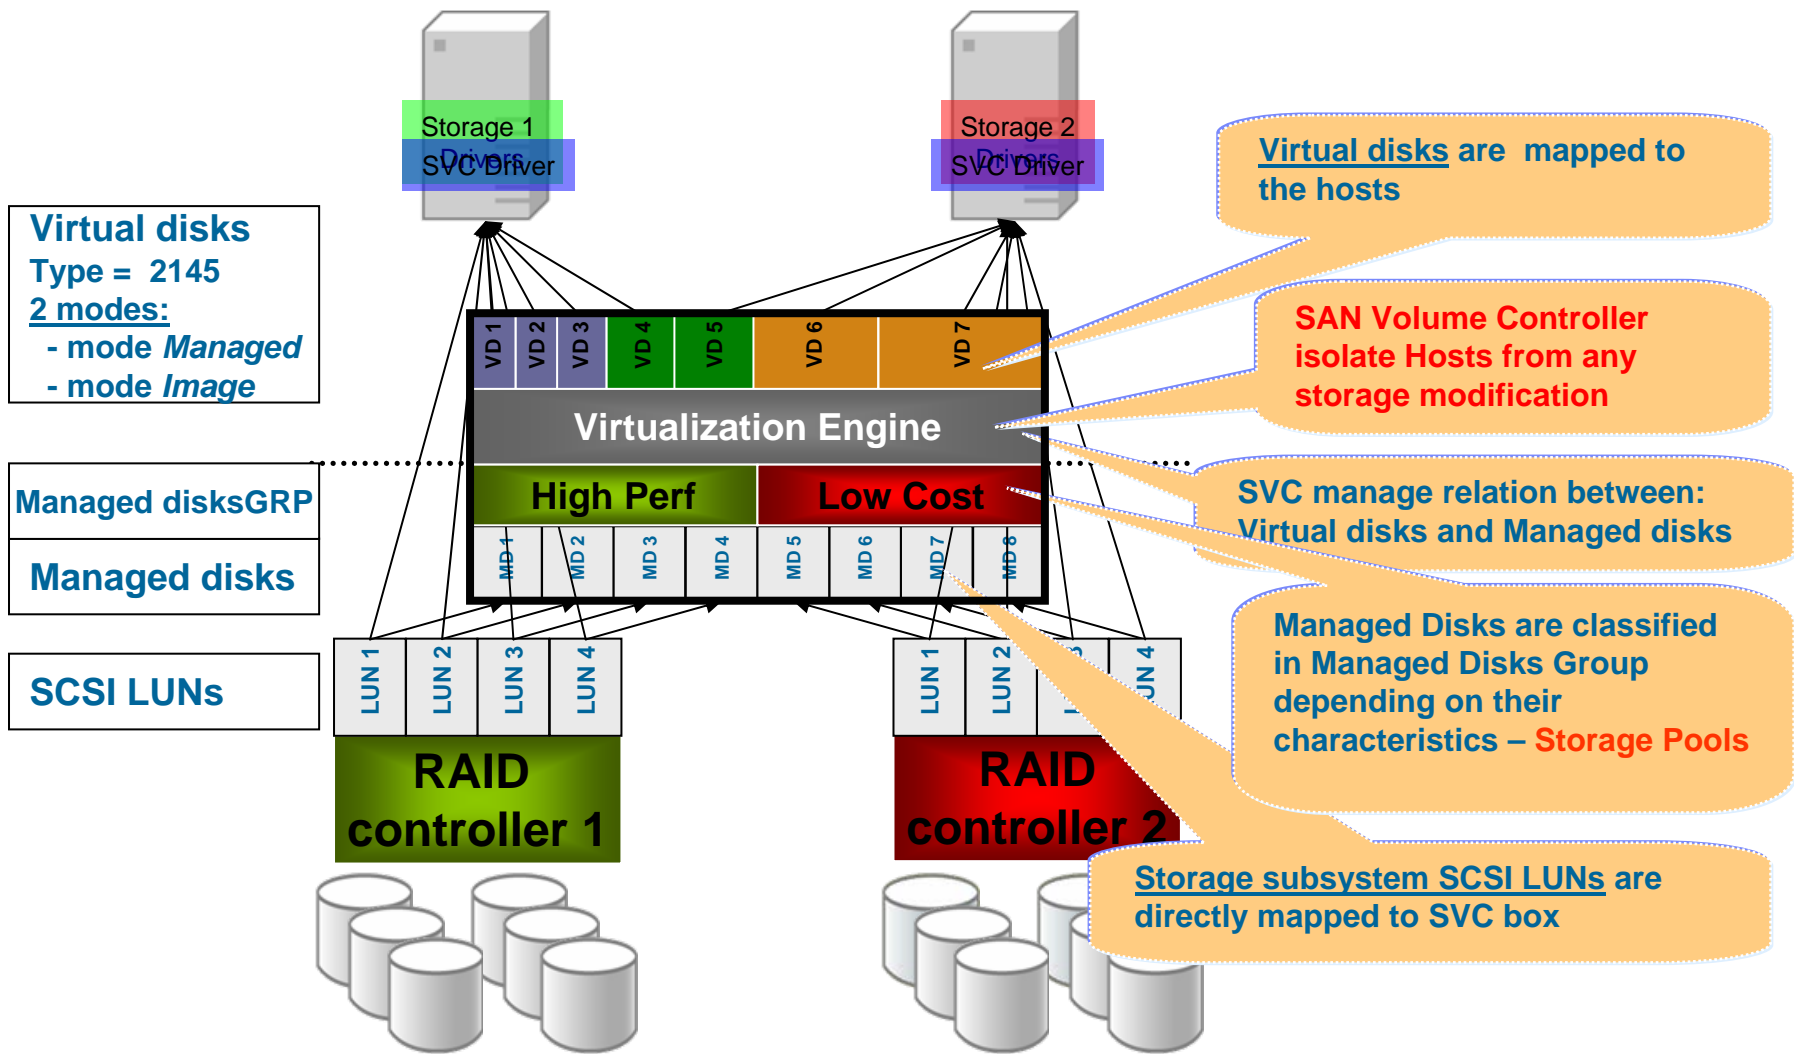 Storage 1
Drivers
SVC Driver
Storage 2
Drivers
SVC Driver
Virtual disks are mapped to
the hosts
Virtual disks
Type = 2145
2 modes:
- mode Managed
- mode Image
SAN Volume Controller
isolate Hosts from any
storage modification
VD 1
VD 2
VD 3
VD 4
VD 5
VD 6
VD 7
Virtualization Engine
Managed disksGRP
High Perf
Low Cost
SVC manage relation between:
Virtual disks and Managed disks
Managed disks
MD 1
MD 2
MD 3
MD 4
MD 5
MD 6
MD 7
MD 8
Managed Disks are classified
in Managed Disks Group
depending on their
characteristics – Storage Pools
SCSI LUNs
LUN 1
LUN 2
LUN 3
LUN 4
LUN 1
LUN 2
LUN 4
RAID
controller 1
RAID
controller 2
Storage subsystem SCSI LUNs are
directly mapped to SVC box